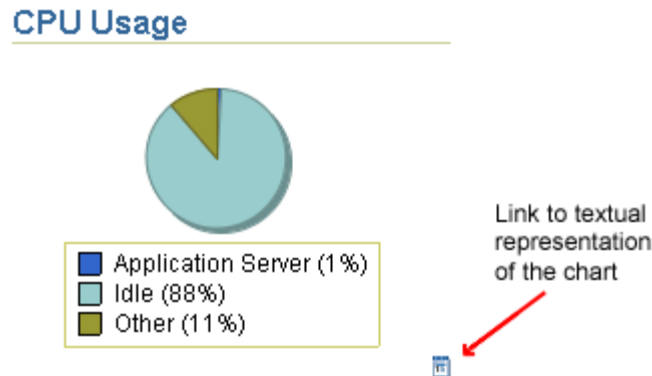 CPU Usage
Application Server (1%)
Idle (88%)
Other (11%)
Link to textual
representation
of the chart